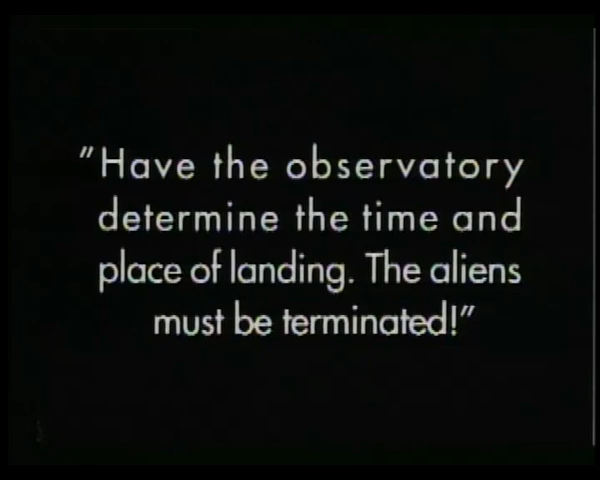 "Have the observatory
determine the time and
place of landing. The aliens
must be terminated!"